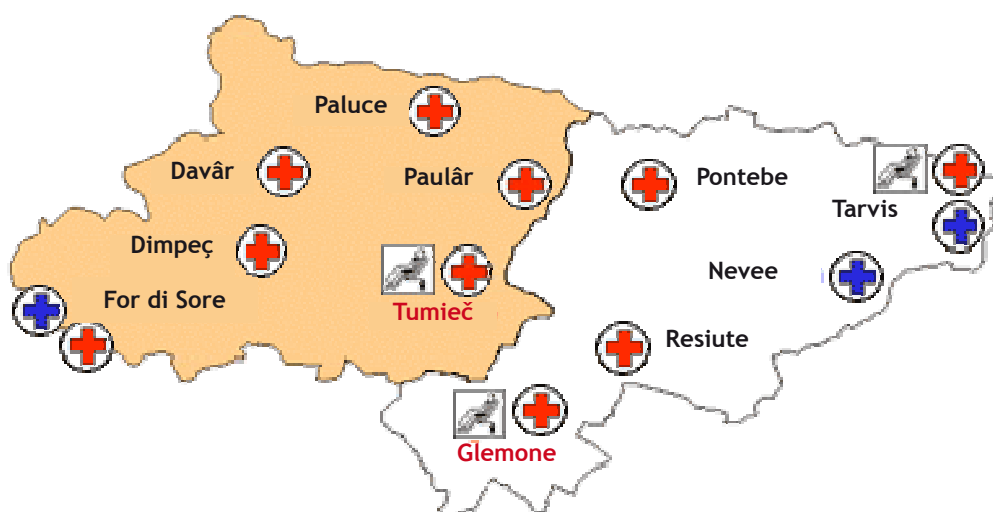 Paluce
Davâr
Paulâr
Pontebe
Tarvis
Dimpeç
Nevee
For di Sore
Tumieč
Resiute
Glemone